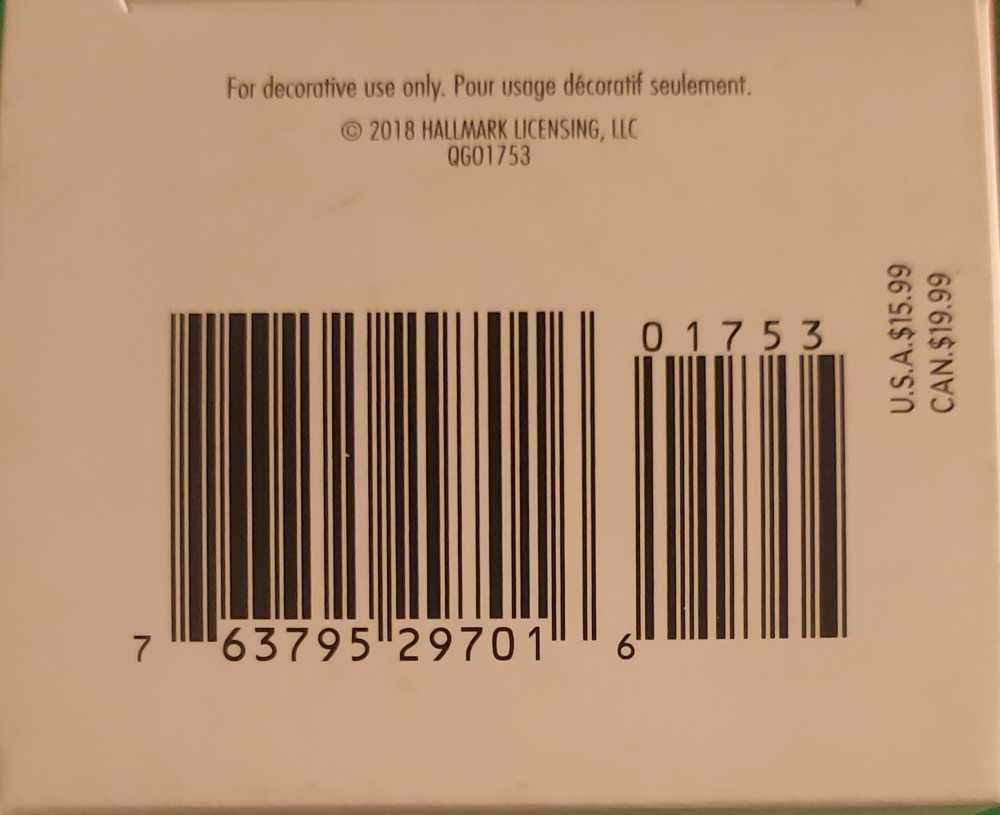 For decorative use only. Pour usage décoratif seulement.
© 2018 HALLMARK LICENSING, LLC
QGO1753
U.S.A.$15.99
CAN.$19.99
01753
7 63795 29701 6